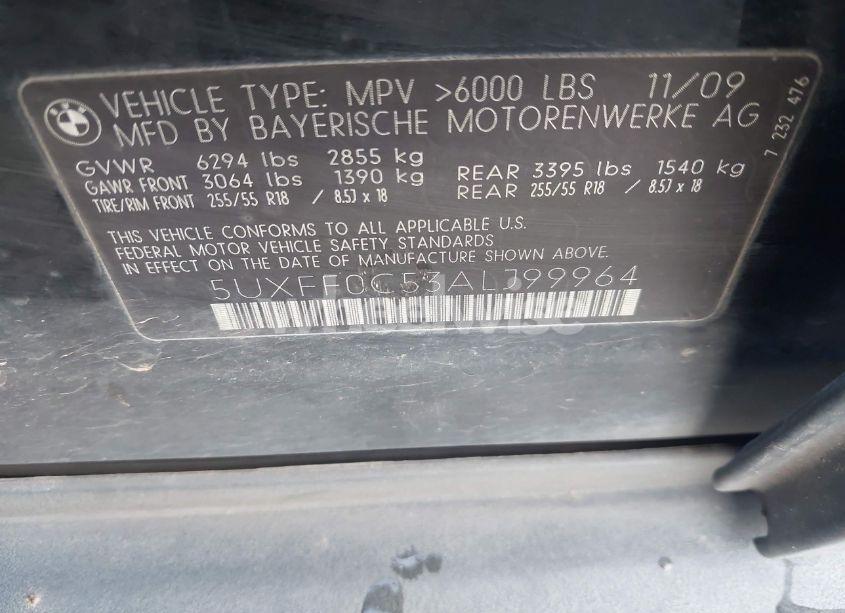 BMW
VEHICLE TYPE: MPV >6000 LBS 11/09
MFD BY BAYERISCHE MOTORENWERKE AG
7 232 476
GVWR 6294 lbs 2855 kg
GAWR FRONT 3064 lbs 1390 kg REAR 3395 lbs 1540 kg
TIRE/RIM FRONT 255/55 R18 / 8.5J x 18 REAR 255/55 R18 / 8.5J x 18
THIS VEHICLE CONFORMS TO ALL APPLICABLE U.S.
FEDERAL MOTOR VEHICLE SAFETY STANDARDS
IN EFFECT ON THE DATE OF MANUFACTURE SHOWN ABOVE.
5UXFF0C53ALJ99964